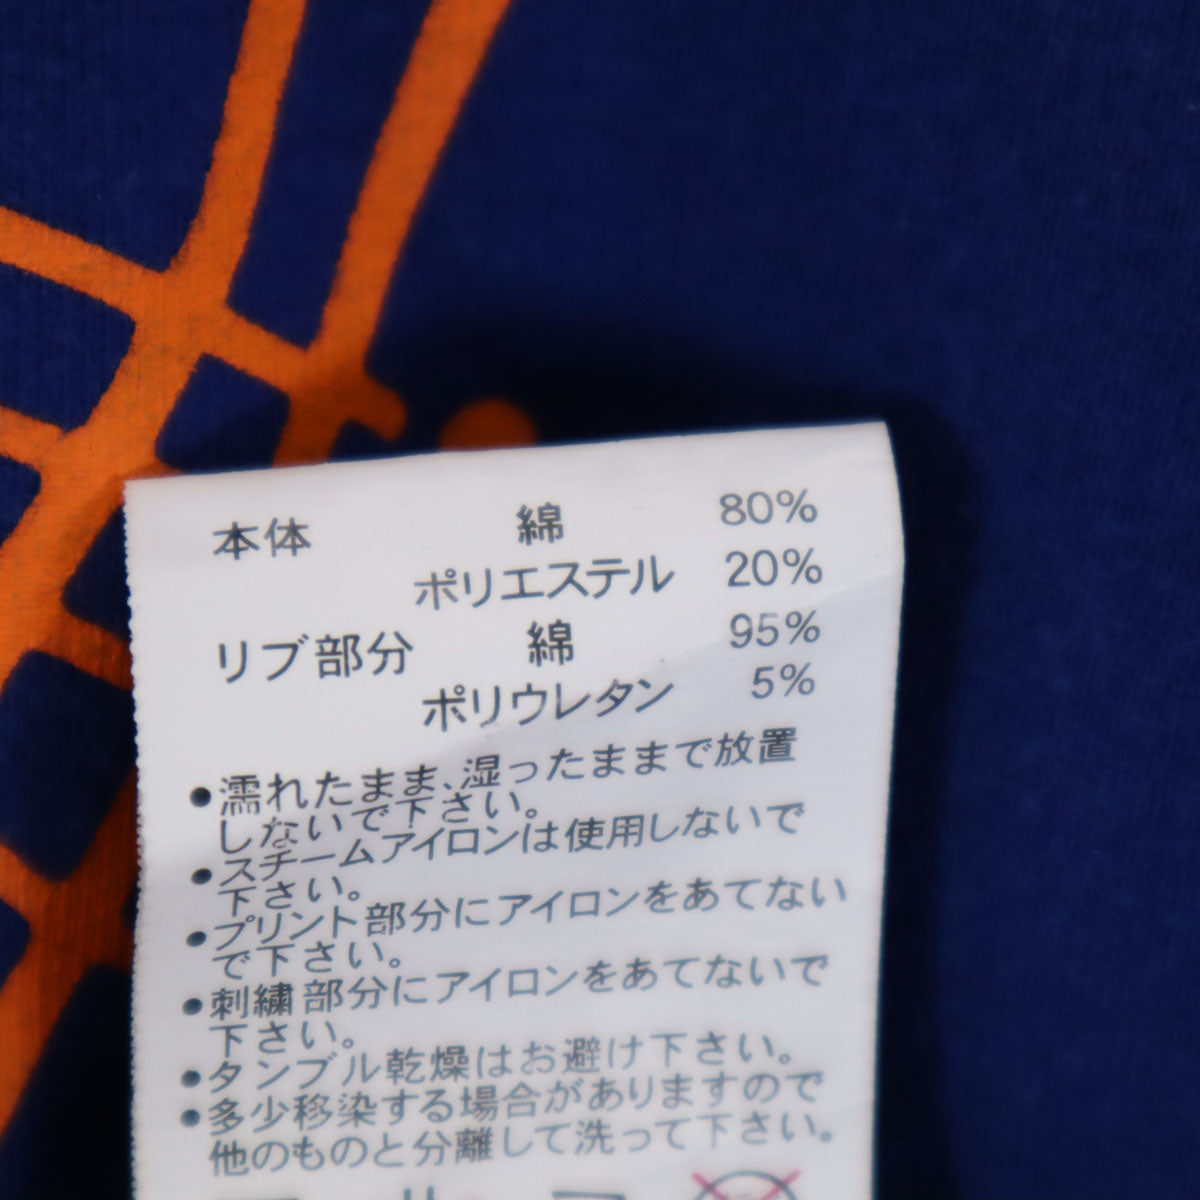 本体 綿 80%
ポリエステル 20%
リブ部分 綿 95%
ポリウレタン 5%
●濡れたまま、湿ったままで放置
しないで下さい。
●スチームアイロンは使用しないで
下さい。
●プリント部分にアイロンをあてない
で下さい。
●刺繍部分にアイロンをあてないで
下さい。
●タンブル乾燥はお避け下さい。
●多少移染する場合がありますので
他のものと分離して洗って下さい。